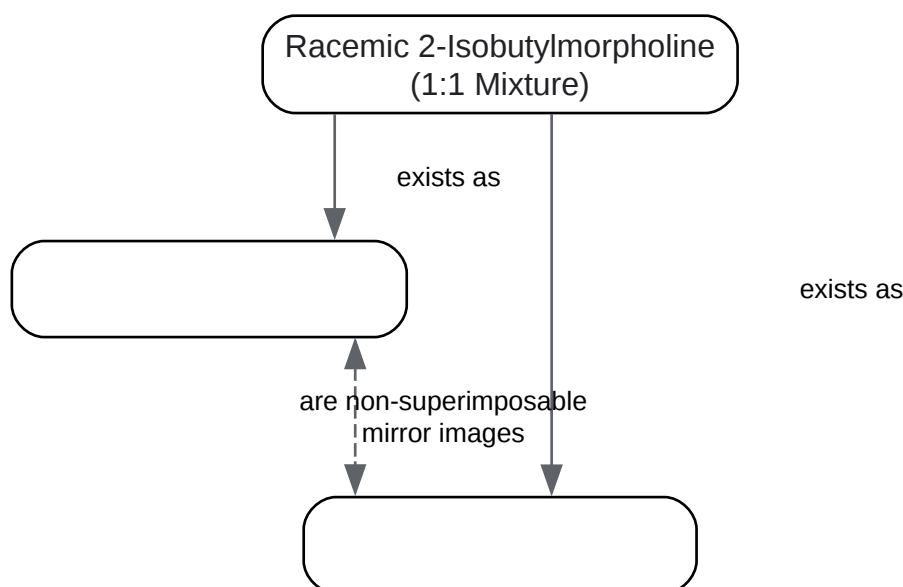 Racemic 2-Isobutylmorpholine
(1:1 Mixture)
exists as
exists as
are non-superimposable
mirror images